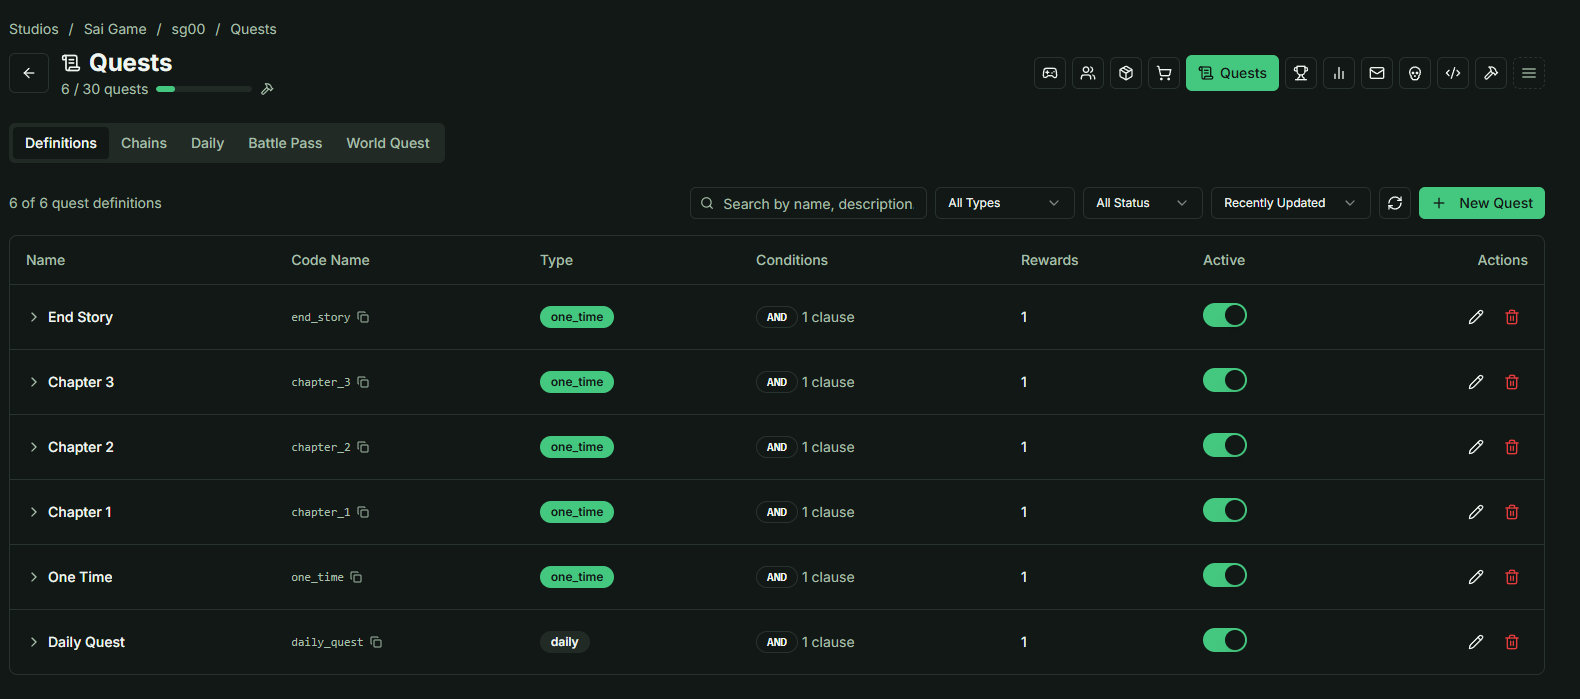 Studios / Sai Game / sg00 / Quests
Quests
6 / 30 quests
Quests
Definitions Chains Daily Battle Pass World Quest
6 of 6 quest definitions
Search by name, description
All Types
All Status
Recently Updated
New Quest
Name Code Name Type Conditions Rewards Active Actions
End Story end_story one_time AND 1 clause 1
Chapter 3 chapter_3 one_time AND 1 clause 1
Chapter 2 chapter_2 one_time AND 1 clause 1
Chapter 1 chapter_1 one_time AND 1 clause 1
One Time one_time one_time AND 1 clause 1
Daily Quest daily_quest daily AND 1 clause 1